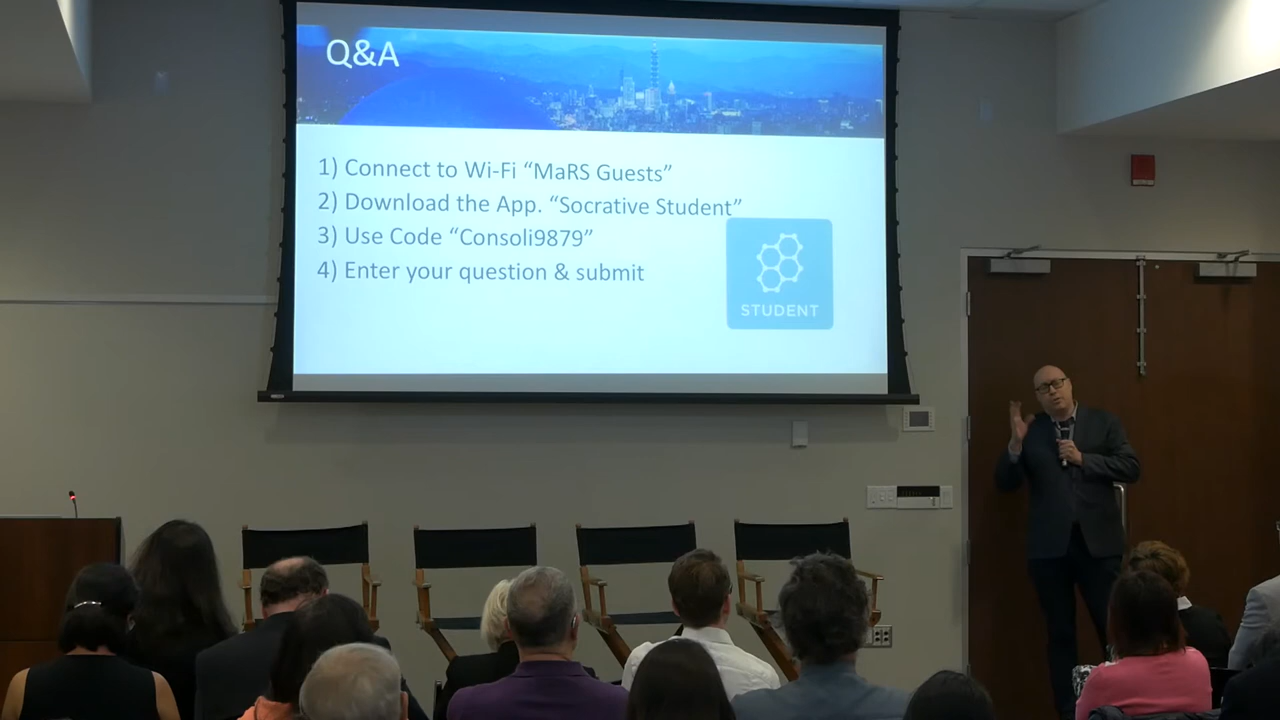 Q&A
1) Connect to Wi-Fi “MaRS Guests”
2) Download the App. “Socrative Student”
3) Use Code “Consoli9879”
4) Enter your question & submit
STUDENT